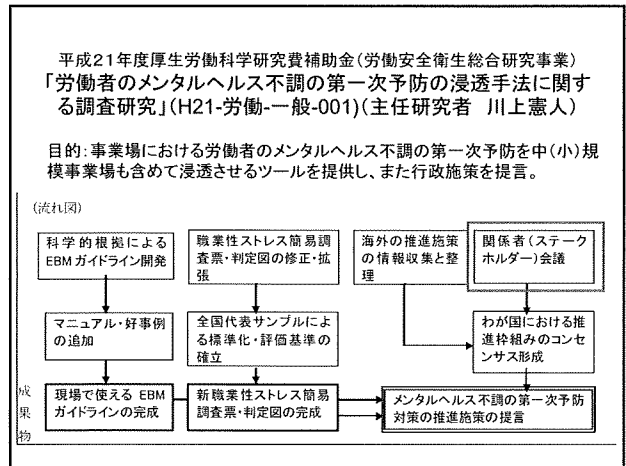 平成21年度厚生労働科学研究費補助金(労働安全衛生総合研究事業)
「労働者のメンタルヘルス不調の第一次予防の浸透手法に関す
る調査研究」(H21-労働-一般-001)(主任研究者 川上憲人)
目的:事業場における労働者のメンタルヘルス不調の第一次予防を中(小)規
模事業場も含めて浸透させるツールを提供し、また行政施策を提言。
(流れ図)
科学的根拠による
EBMガイドライン開発
職業性ストレス簡易調
査票・判定図の修正・拡
張
海外の推進施策
の情報収集と整
理
関係者(ステーク
ホルダー)会議
マニュアル・好事例
の追加
全国代表サンプルによ
る標準化・評価基準の
確立
わが国における推
進枠組みのコンセ
ンサス形成
成果物
現場で使える EBM
ガイドラインの完成
新職業性ストレス簡易
調査票・判定図の完成
メンタルヘルス不調の第一次予防
対策の推進施策の提言